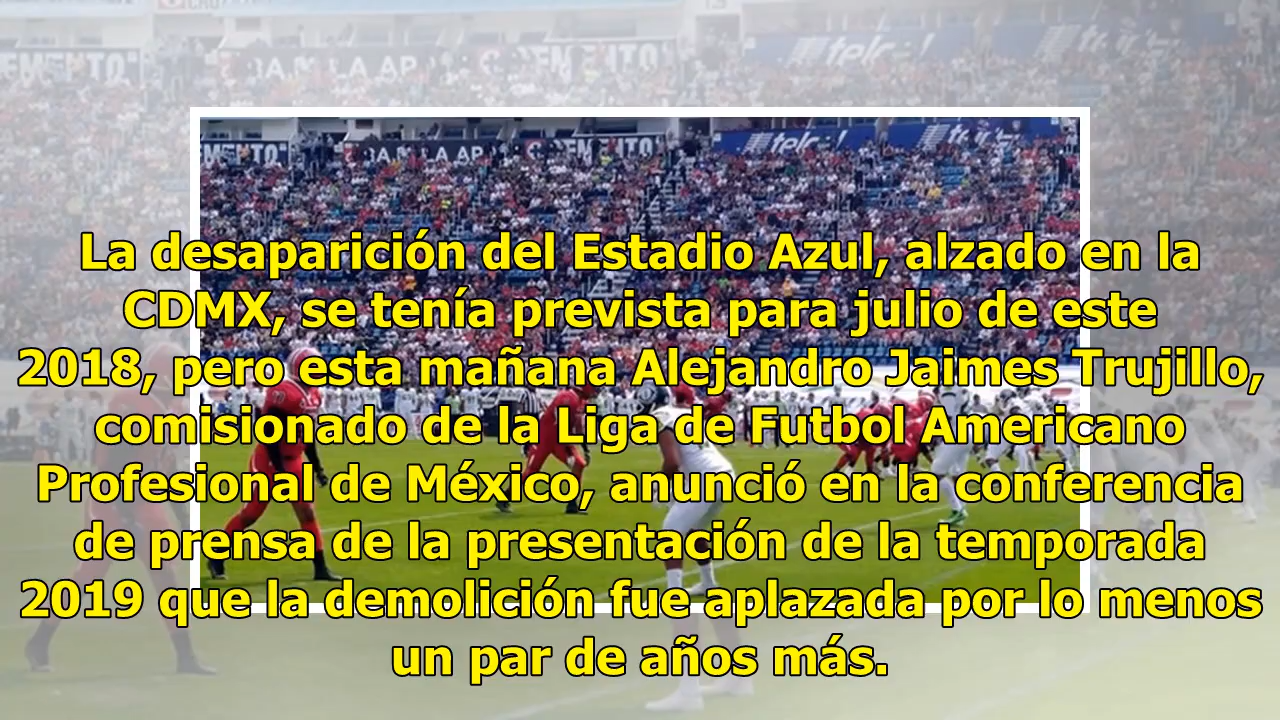 telcel
La desaparición del Estadio Azul, alzado en la
CDMX, se tenía prevista para julio de este
2018, pero esta mañana Alejandro Jaimes Trujillo,
comisionado de la Liga de Futbol Americano
Profesional de México, anunció en la conferencia
de prensa de la presentación de la temporada
2019 que la demolición fue aplazada por lo menos
un par de años más.